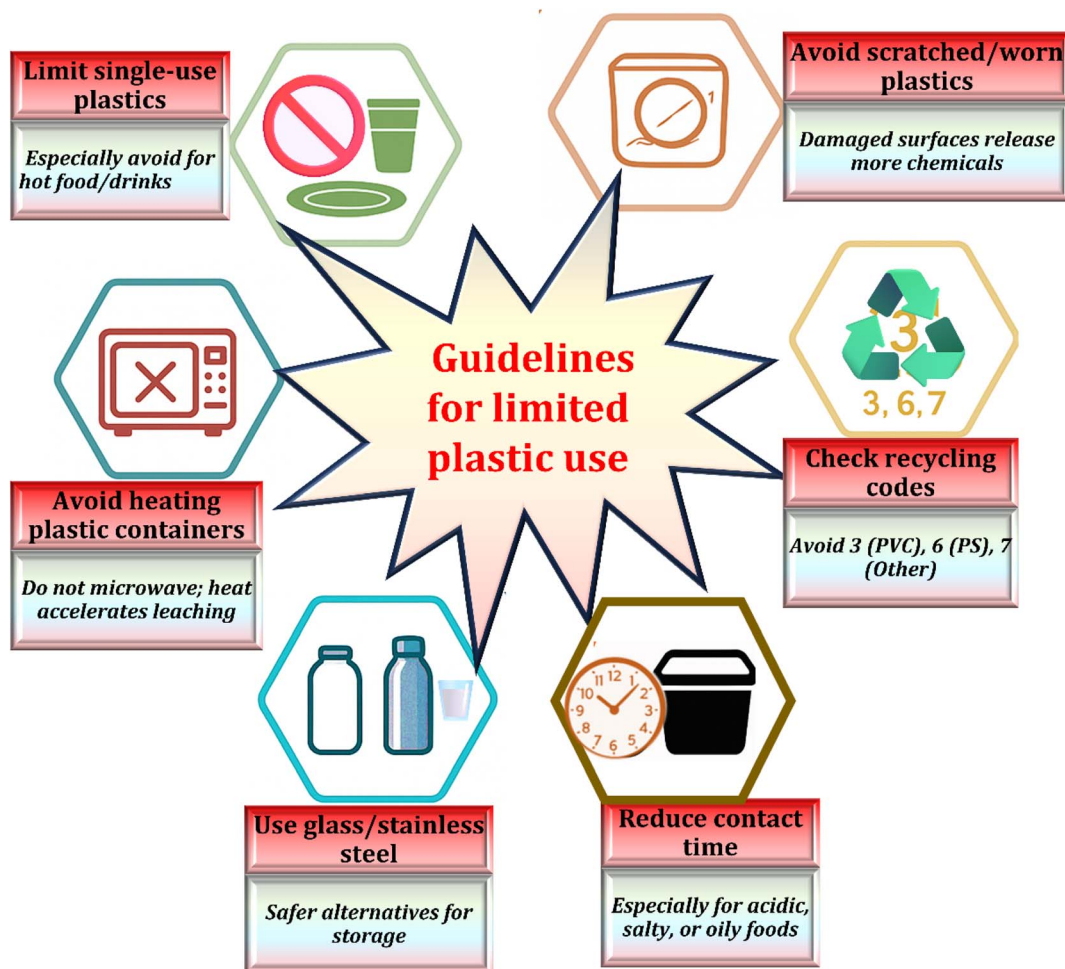 Limit single-use
plastics
Especially avoid for
hot food/drinks
1
Avoid scratched/worn
plastics
Damaged surfaces release
more chemicals
Guidelines
for limited
plastic use
3
3, 6, 7
Check recycling
codes
Avoid 3 (PVC), 6 (PS), 7
(Other)
Avoid heating
plastic containers
Do not microwave; heat
accelerates leaching
12
11
1
10
2
9
3
8
4
7
5
6
Use glass/stainless
steel
Safer alternatives for
storage
Reduce contact
time
Especially for acidic,
salty, or oily foods